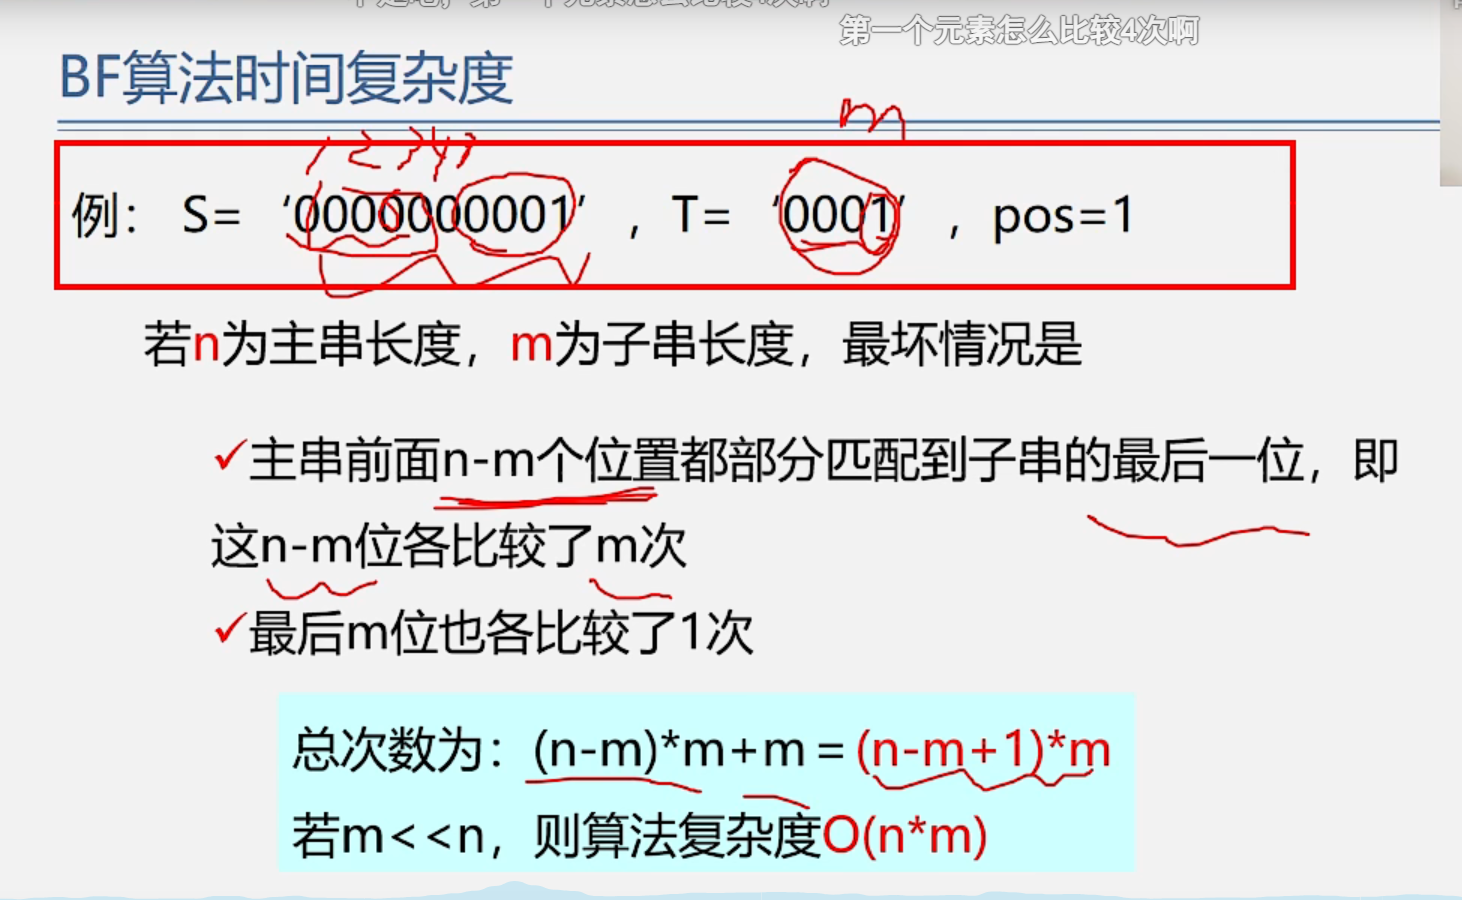 第一个元素怎么比较4次啊
BF算法时间复杂度
m
1 2 3 4 5
例： S= ‘0000000001’ ，T= ‘0001’ ，pos=1
若n为主串长度，m为子串长度，最坏情况是
✓主串前面n-m个位置都部分匹配到子串的最后一位，即
这n-m位各比较了m次
✓最后m位也各比较了1次
总次数为：(n-m)*m+m＝(n-m+1)*m
若m<<n，则算法复杂度O(n*m)